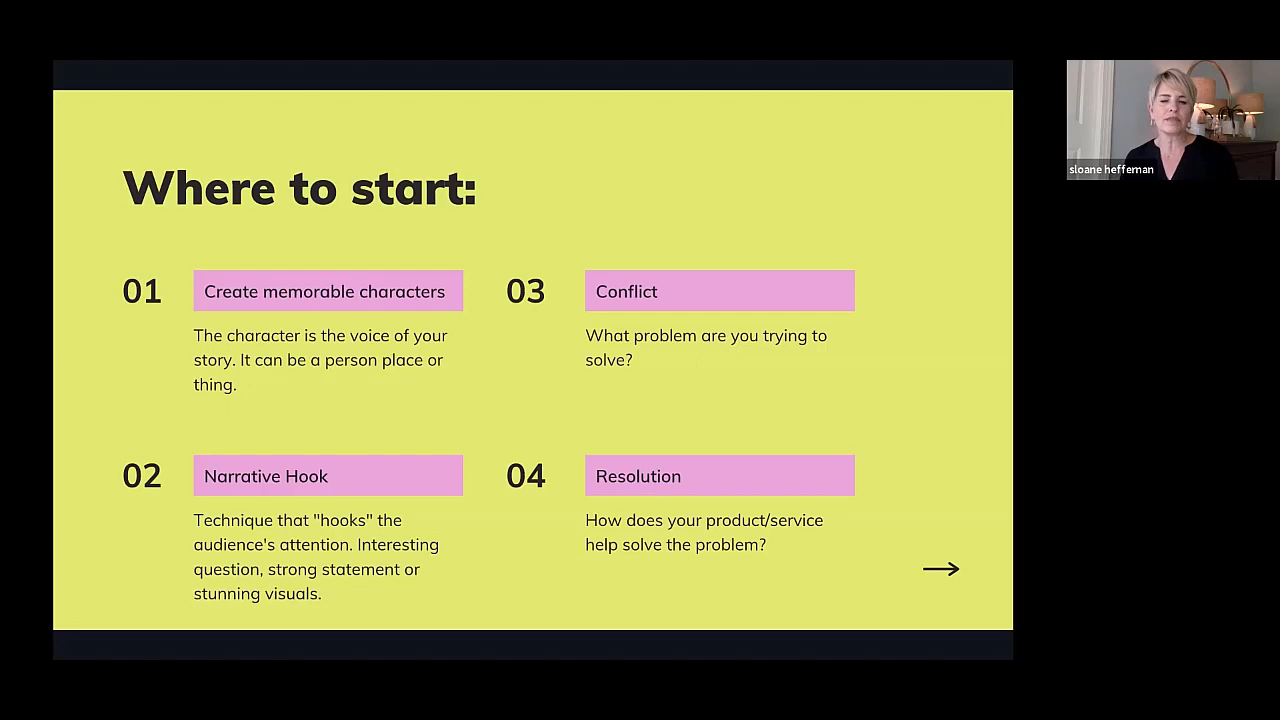 Where to start:
01
Create memorable characters
The character is the voice of your
story. It can be a person place or
thing.
02
Narrative Hook
Technique that "hooks" the
audience's attention. Interesting
question, strong statement or
stunning visuals.
03
Conflict
What problem are you trying to
solve?
04
Resolution
How does your product/service
help solve the problem?
sloane heffernan